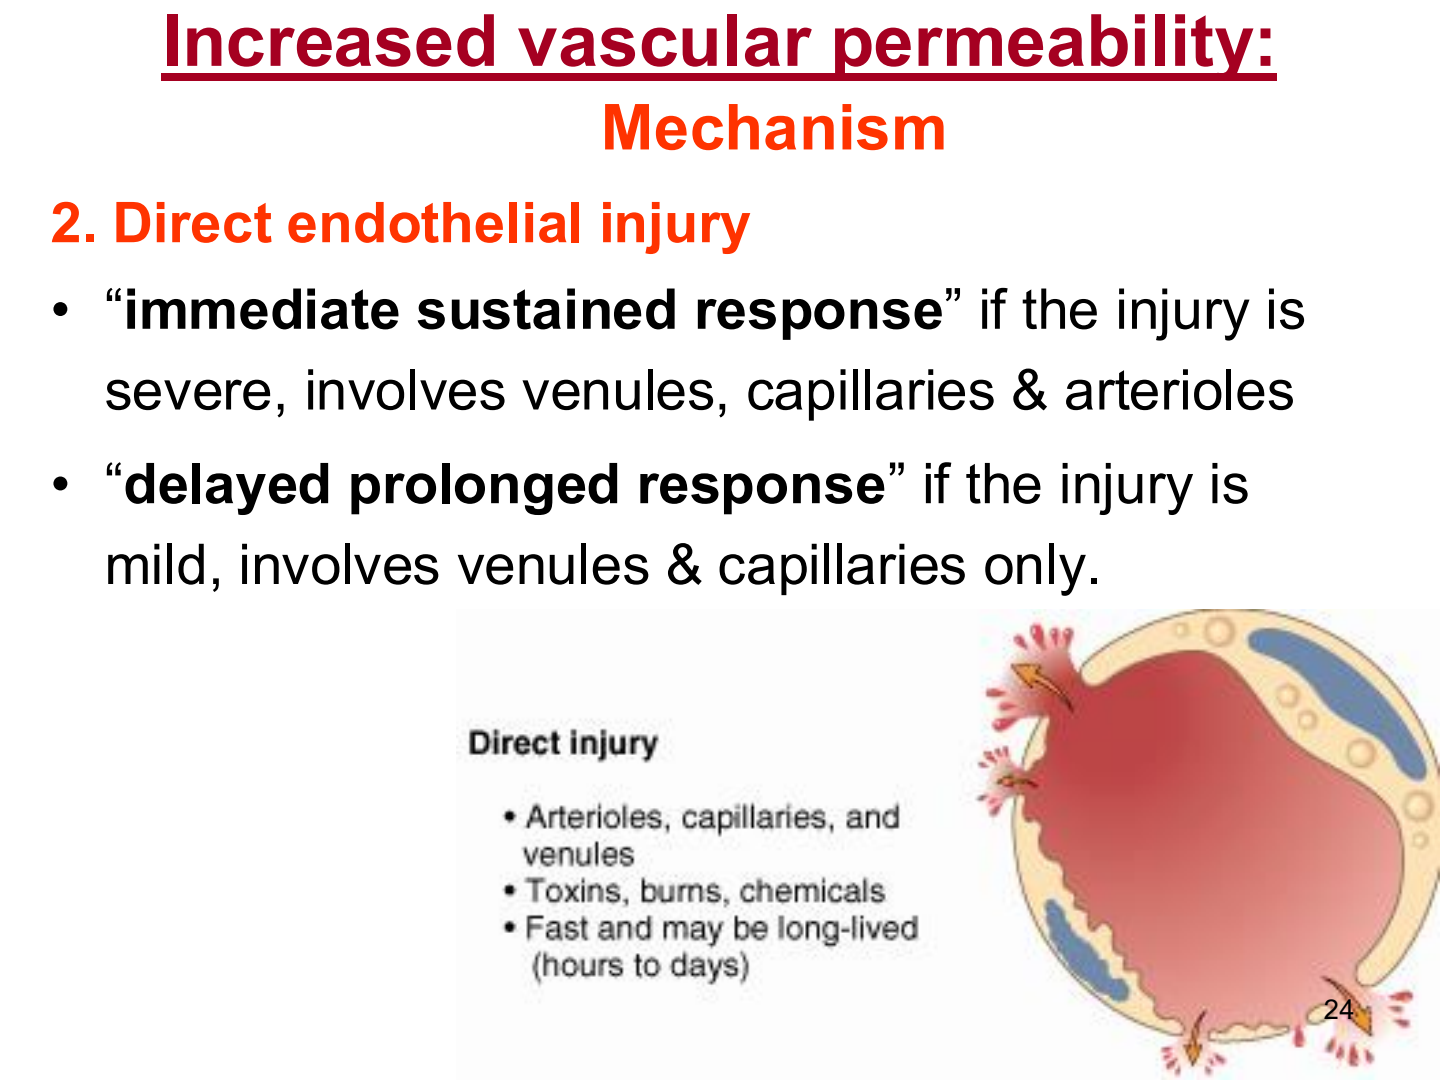 Increased vascular permeability:
Mechanism
2. Direct endothelial injury
• “immediate sustained response” if the injury is
severe, involves venules, capillaries & arterioles
• “delayed prolonged response” if the injury is
mild, involves venules & capillaries only.
Direct injury
• Arterioles, capillaries, and
venules
• Toxins, burns, chemicals
• Fast and may be long-lived
(hours to days)
24